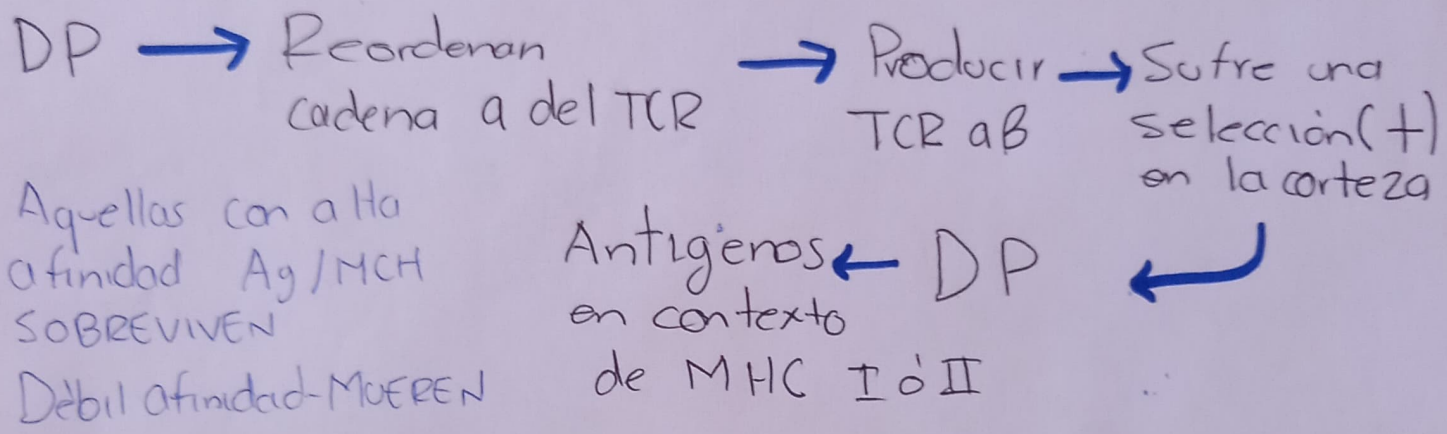 DP → Reordenan
cadena a del TCR
→ Producir
TCR aB
→ Sufre una
selección(+)
en la corteza
DP
← Antígenos
en contexto
de MHC I ó II
Aquellas con alta
afinidad Ag/MCH
SOBREVIVEN
Débil afinidad-MUEREN